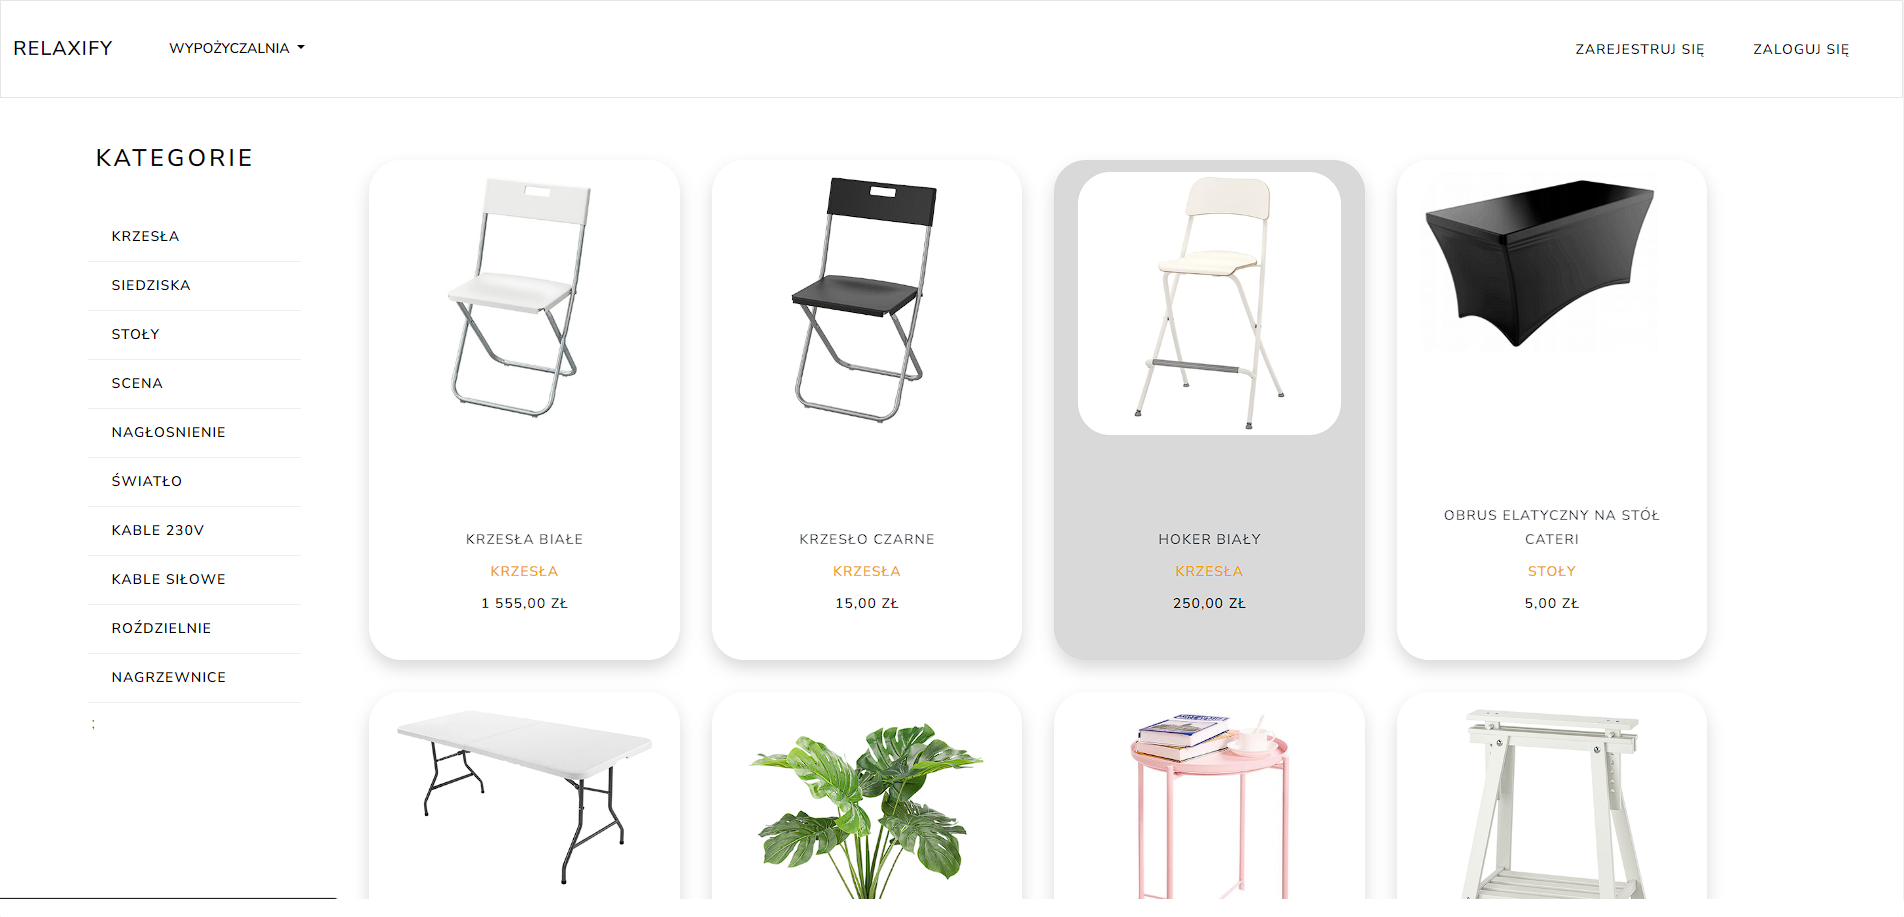 RELAXIFY
WYPOŻYCZALNIA
ZAREJESTRUJ SIĘ
ZALOGUJ SIĘ
KATEGORIE
KRZESŁA
SIEDZISKA
STOŁY
SCENA
NAGŁOSNIENIE
ŚWIATŁO
KABLE 230V
KABLE SIŁOWE
ROŹDZIELNIE
NAGRZEWNICE
;
KRZESŁA BIAŁE
KRZESŁA
1 555,00 ZŁ
KRZESŁO CZARNE
KRZESŁA
15,00 ZŁ
HOKER BIAŁY
KRZESŁA
250,00 ZŁ
OBRUS ELATYCZNY NA STÓŁ
CATERI
STOŁY
5,00 ZŁ